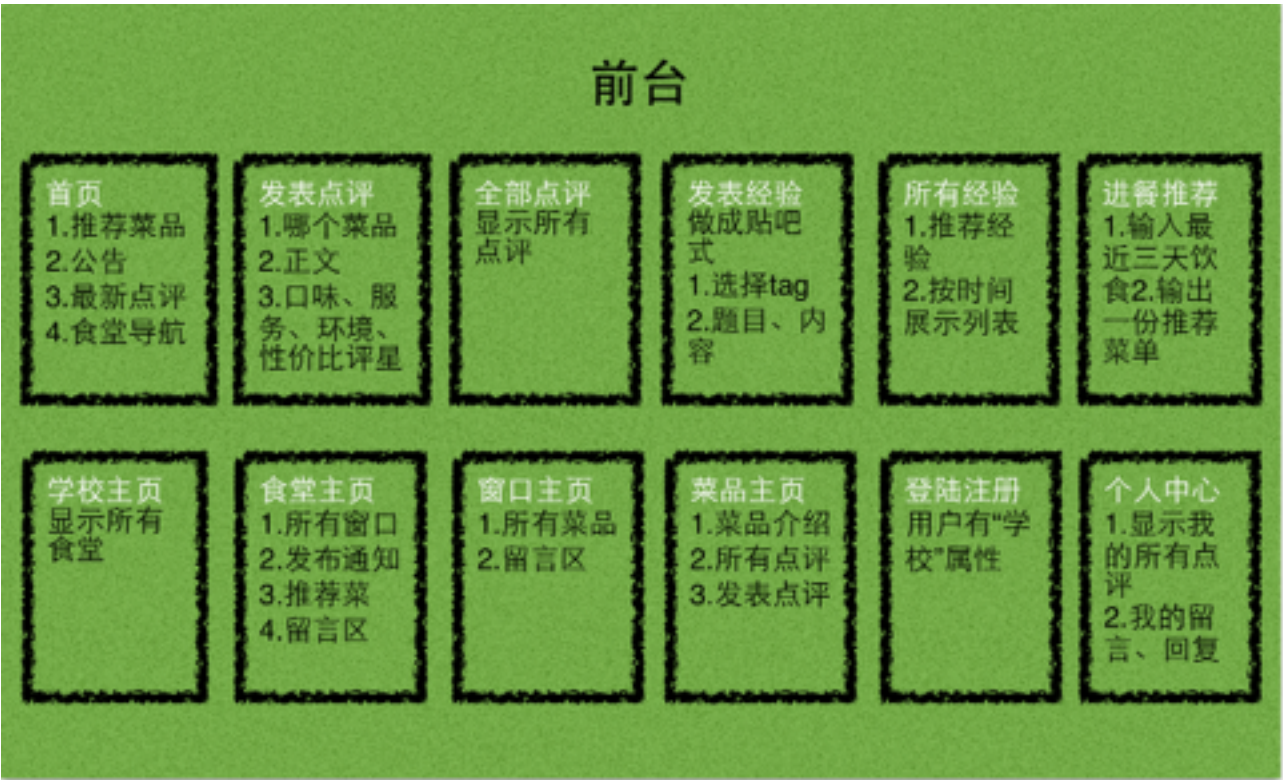 前台
首页
1.推荐菜品
2.公告
3.最新点评
4.食堂导航
发表点评
1.哪个菜品
2.正文
3.口味、服
务、环境、
性价比评星
全部点评
显示所有
点评
发表经验
做成贴吧
式
1.选择tag
2.题目、内
容
所有经验
1.推荐经
验
2.按时间
展示列表
进餐推荐
1.输入最
近三天饮
食2.输出
一份推荐
菜单
学校主页
显示所有
食堂
食堂主页
1.所有窗口
2.发布通知
3.推荐菜
4.留言区
窗口主页
1.所有菜品
2.留言区
菜品主页
1.菜品介绍
2.所有点评
3.发表点评
登陆注册
用户有“学
校”属性
个人中心
1.显示我
的所有点
评
2.我的留
言、回复